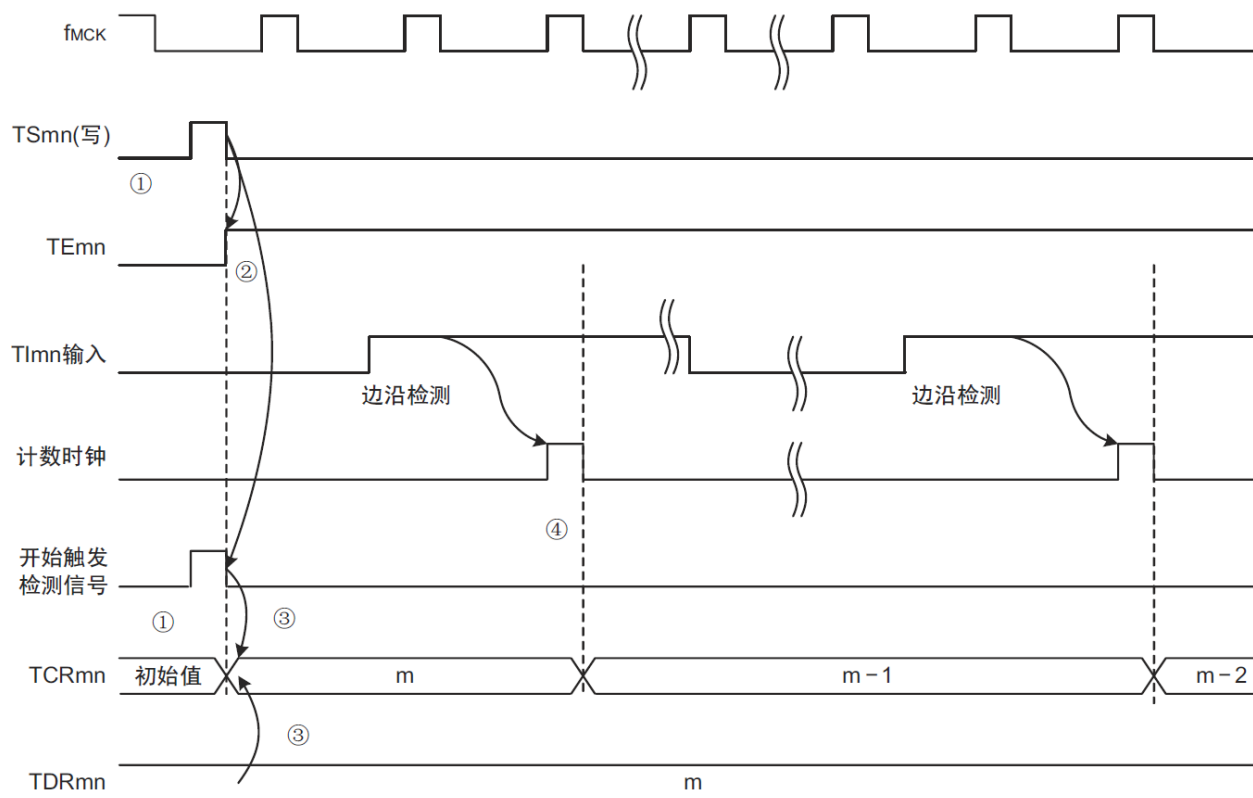 fMCK
TSmn(写)
①
TEmn
②
TImn输入
边沿检测
边沿检测
计数时钟
④
开始触发
检测信号
①
③
TCRmn
初始值
m
m-1
m-2
③
TDRmn
m